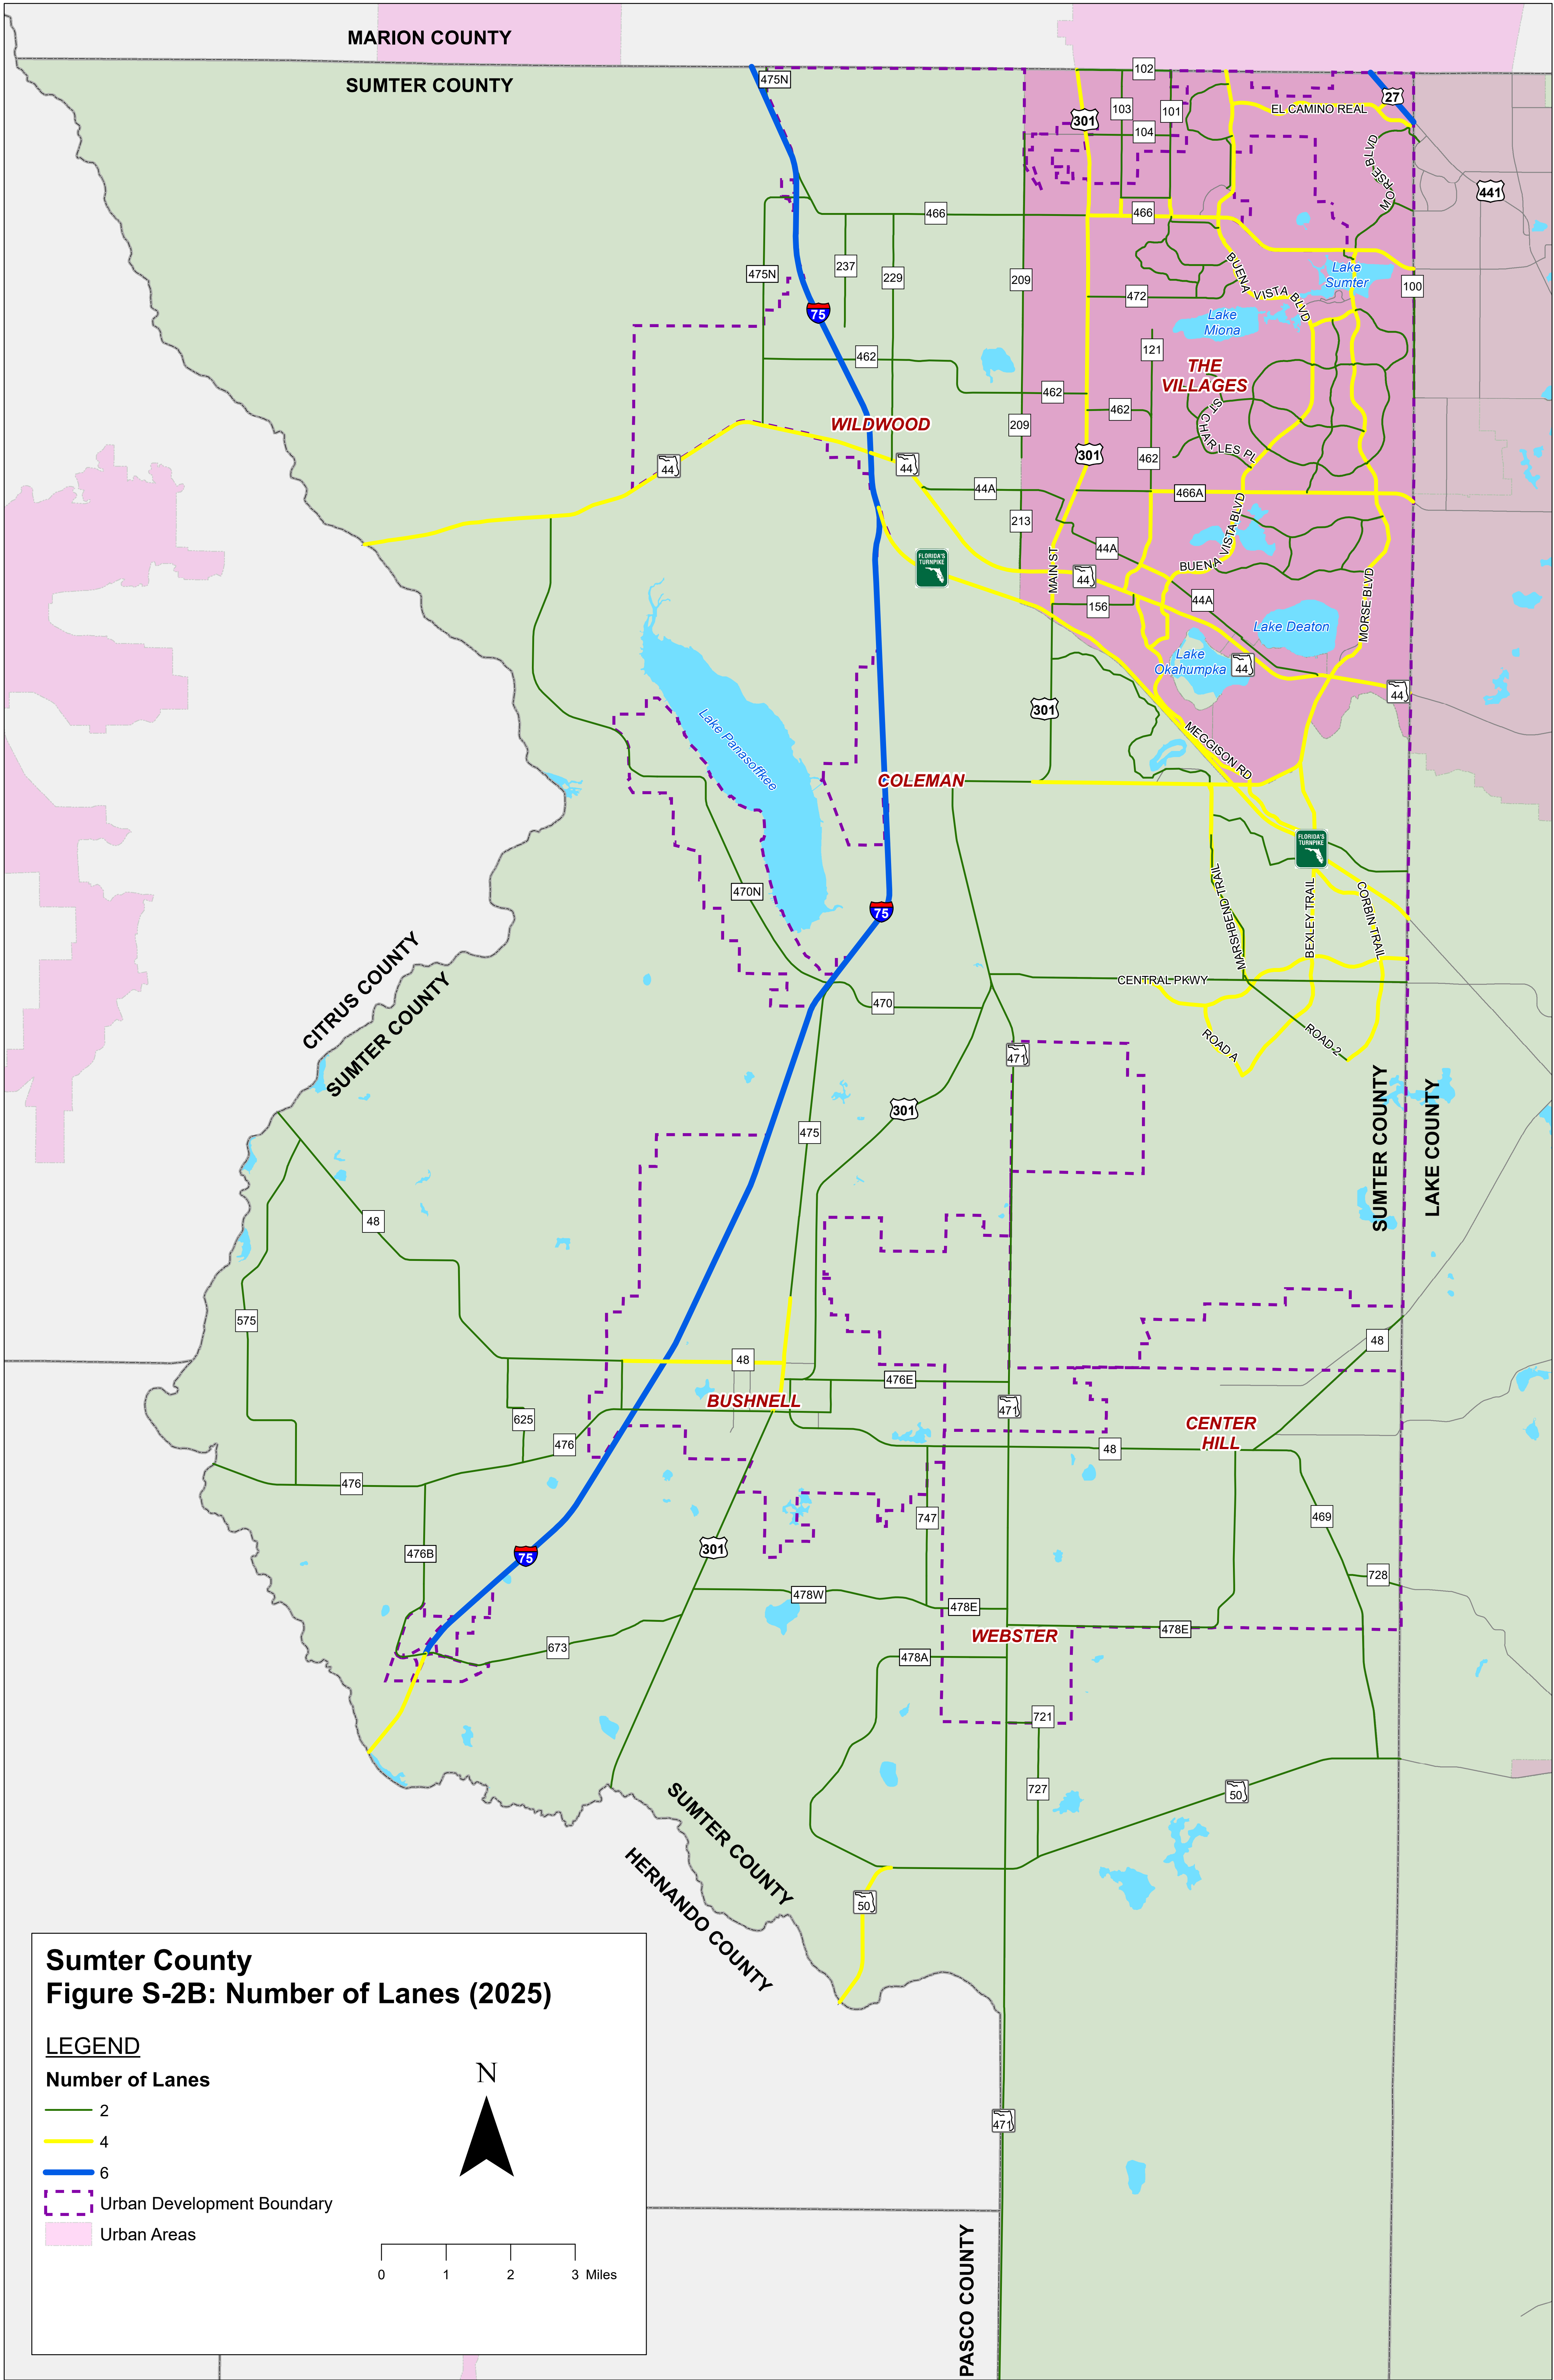 MARION COUNTY
SUMTER COUNTY
475N
102
27
EL CAMINO REAL
103
101
301
104
MORSE BLVD
441
466
466
475N
237
229
209
BUENA VISTA BLVD
Lake
Sumter
100
472
75
Lake
Miona
121
THE
VILLAGES
462
462
462
ST CHARLES PL
WILDWOOD
209
301
462
44
44
44A
466A
213
BUENA VISTA BLVD
44A
MAIN ST
FLORIDA'S
TURNPIKE
44
156
44A
Lake Deaton
MORSE BLVD
Lake
Okahumpka
44
44
301
Lake Panasoffkee
MEGGISON RD
COLEMAN
FLORIDA'S
TURNPIKE
470N
75
MARSHBEND TRAIL
BEXLEY TRAIL
CORBIN TRAIL
CITRUS COUNTY
SUMTER COUNTY
CENTRAL PKWY
470
ROAD A
ROAD 2
471
301
475
SUMTER COUNTY
LAKE COUNTY
48
575
48
48
476E
BUSHNELL
471
625
476
CENTER
HILL
48
476
747
469
301
476B
75
728
478W
478E
WEBSTER
478E
673
478A
721
727
50
SUMTER COUNTY
HERNANDO COUNTY
50
471
PASCO COUNTY
Sumter County
Figure S-2B: Number of Lanes (2025)
LEGEND
Number of Lanes
2
4
6
Urban Development Boundary
Urban Areas
N
0 1 2 3 Miles